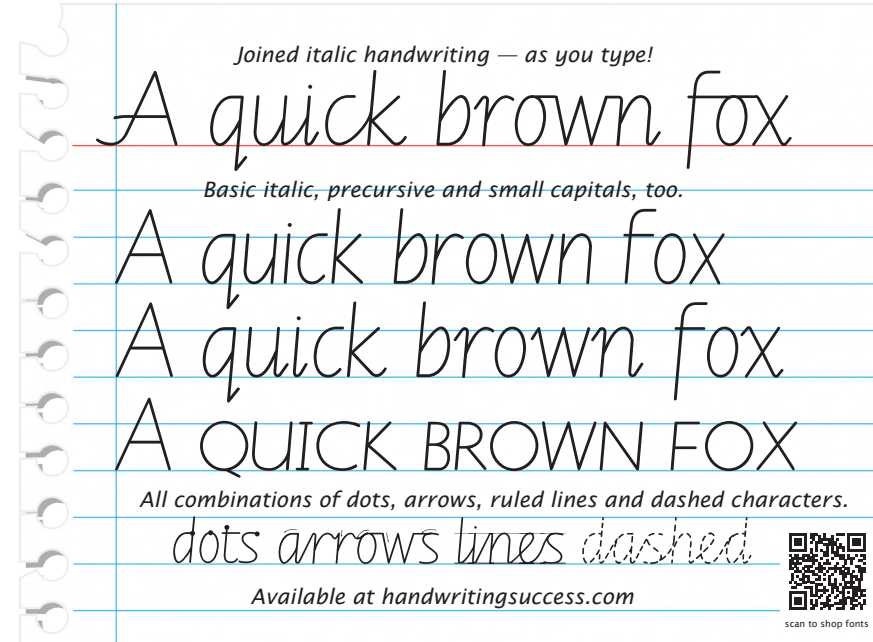 Joined italic handwriting — as you type!
A quick brown fox
Basic italic, precursive and small capitals, too.
A quick brown fox
A quick brown fox
A QUICK BROWN FOX
All combinations of dots, arrows, ruled lines and dashed characters.
dots arrows lines dashed
Available at handwritingsuccess.com
scan to shop fonts